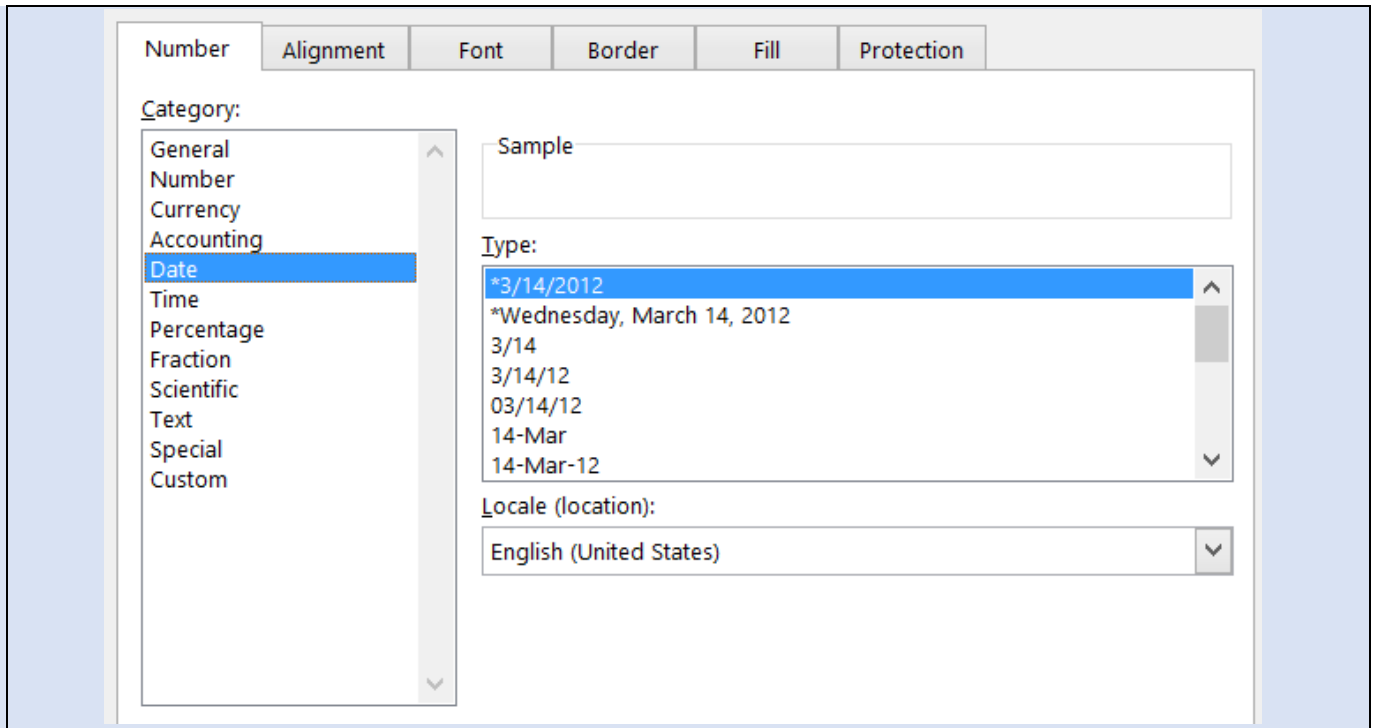 Number Alignment Font Border Fill Protection
Category:
General
Number
Currency
Accounting
Date
Time
Percentage
Fraction
Scientific
Text
Special
Custom
Sample
Type:
*3/14/2012
*Wednesday, March 14, 2012
3/14
3/14/12
03/14/12
14-Mar
14-Mar-12
Locale (location):
English (United States)